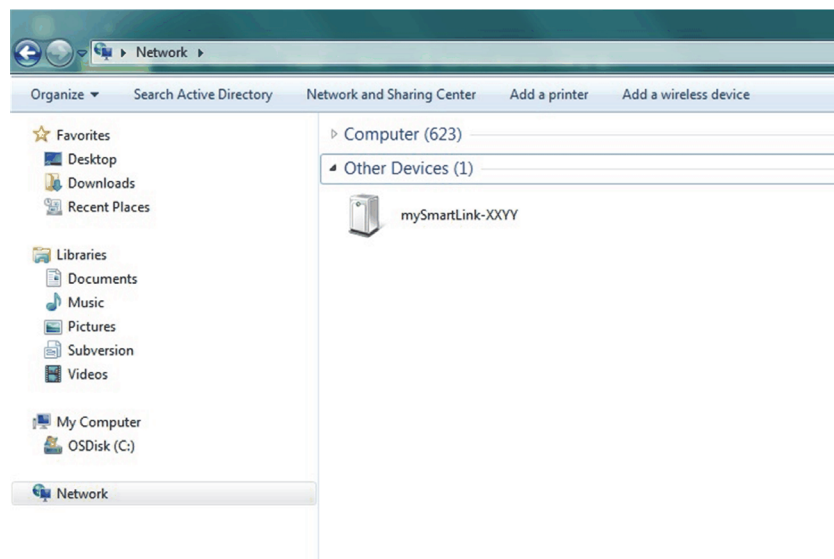 Network
Organize Search Active Directory Network and Sharing Center Add a printer Add a wireless device
Favorites
Desktop
Downloads
Recent Places
Libraries
Documents
Music
Pictures
Subversion
Videos
My Computer
OSDisk (C:)
Network
Computer (623)
Other Devices (1)
mySmartLink-XXYY